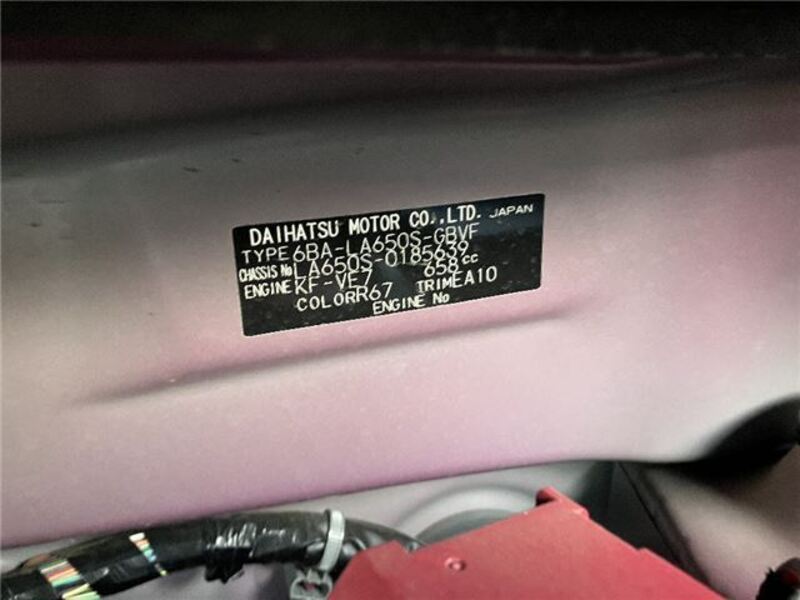 DAIHATSU MOTOR CO.,LTD. JAPAN
TYPE 6BA-LA650S-GBVF
CHASSIS No LA650S-0185639
ENGINE KF-VE7 658cc
COLOR R67 TRIM EA10
ENGINE No